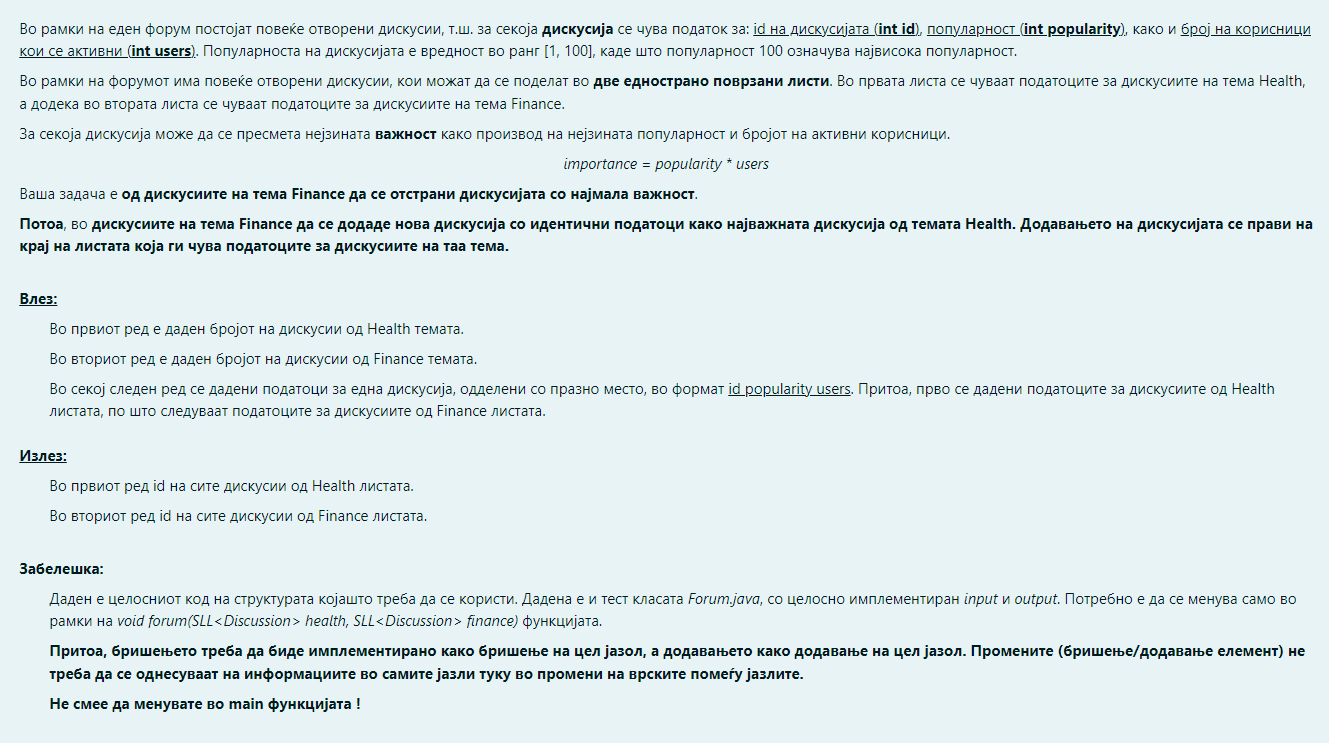 Во рамки на еден форум постојат повеќе отворени дискусии, т.ш. за секоја дискусија се чува податок за: id на дискусијата (int id), популарност (int popularity), како и број на корисници
кои се активни (int users). Популарноста на дискусијата е вредност во ранг [1, 100], каде што популарност 100 означува највисока популарност.
Во рамки на форумот има повеќе отворени дискусии, кои можат да се поделат во две еднострано поврзани листи. Во првата листа се чуваат податоците за дискусиите на тема Health,
а додека во втората листа се чуваат податоците за дискусиите на тема Finance.
За секоја дискусија може да се пресмета нејзината важност како производ на нејзината популарност и бројот на активни корисници.
importance = popularity * users
Ваша задача е од дискусиите на тема Finance да се отстрани дискусијата со најмала важност.
Потоа, во дискусиите на тема Finance да се додаде нова дискусија со идентични податоци како најважната дискусија од темата Health. Додавањето на дискусијата се прави на
крај на листата која ги чува податоците за дискусиите на таа тема.
Влез:
Во првиот ред е даден бројот на дискусии од Health темата.
Во вториот ред е даден бројот на дискусии од Finance темата.
Во секој следен ред се дадени податоци за една дискусија, одделени со празно место, во формат id popularity users. Притоа, прво се дадени податоците за дискусиите од Health
листата, по што следуваат податоците за дискусиите од Finance листата.
Излез:
Во првиот ред id на сите дискусии од Health листата.
Во вториот ред id на сите дискусии од Finance листата.
Забелешка:
Даден е целосниот код на структурата којашто треба да се користи. Дадена е и тест класата Forum.java, со целосно имплементиран input и output. Потребно е да се менува само во
рамки на void forum(SLL<Discussion> health, SLL<Discussion> finance) функцијата.
Притоа, бришењето треба да биде имплементирано како бришење на цел јазол, а додавањето како додавање на цел јазол. Промените (бришење/додавање елемент) не
треба да се однесуваат на информациите во самите јазли туку во промени на врските помеѓу јазлите.
Не смее да менувате во main функцијата !